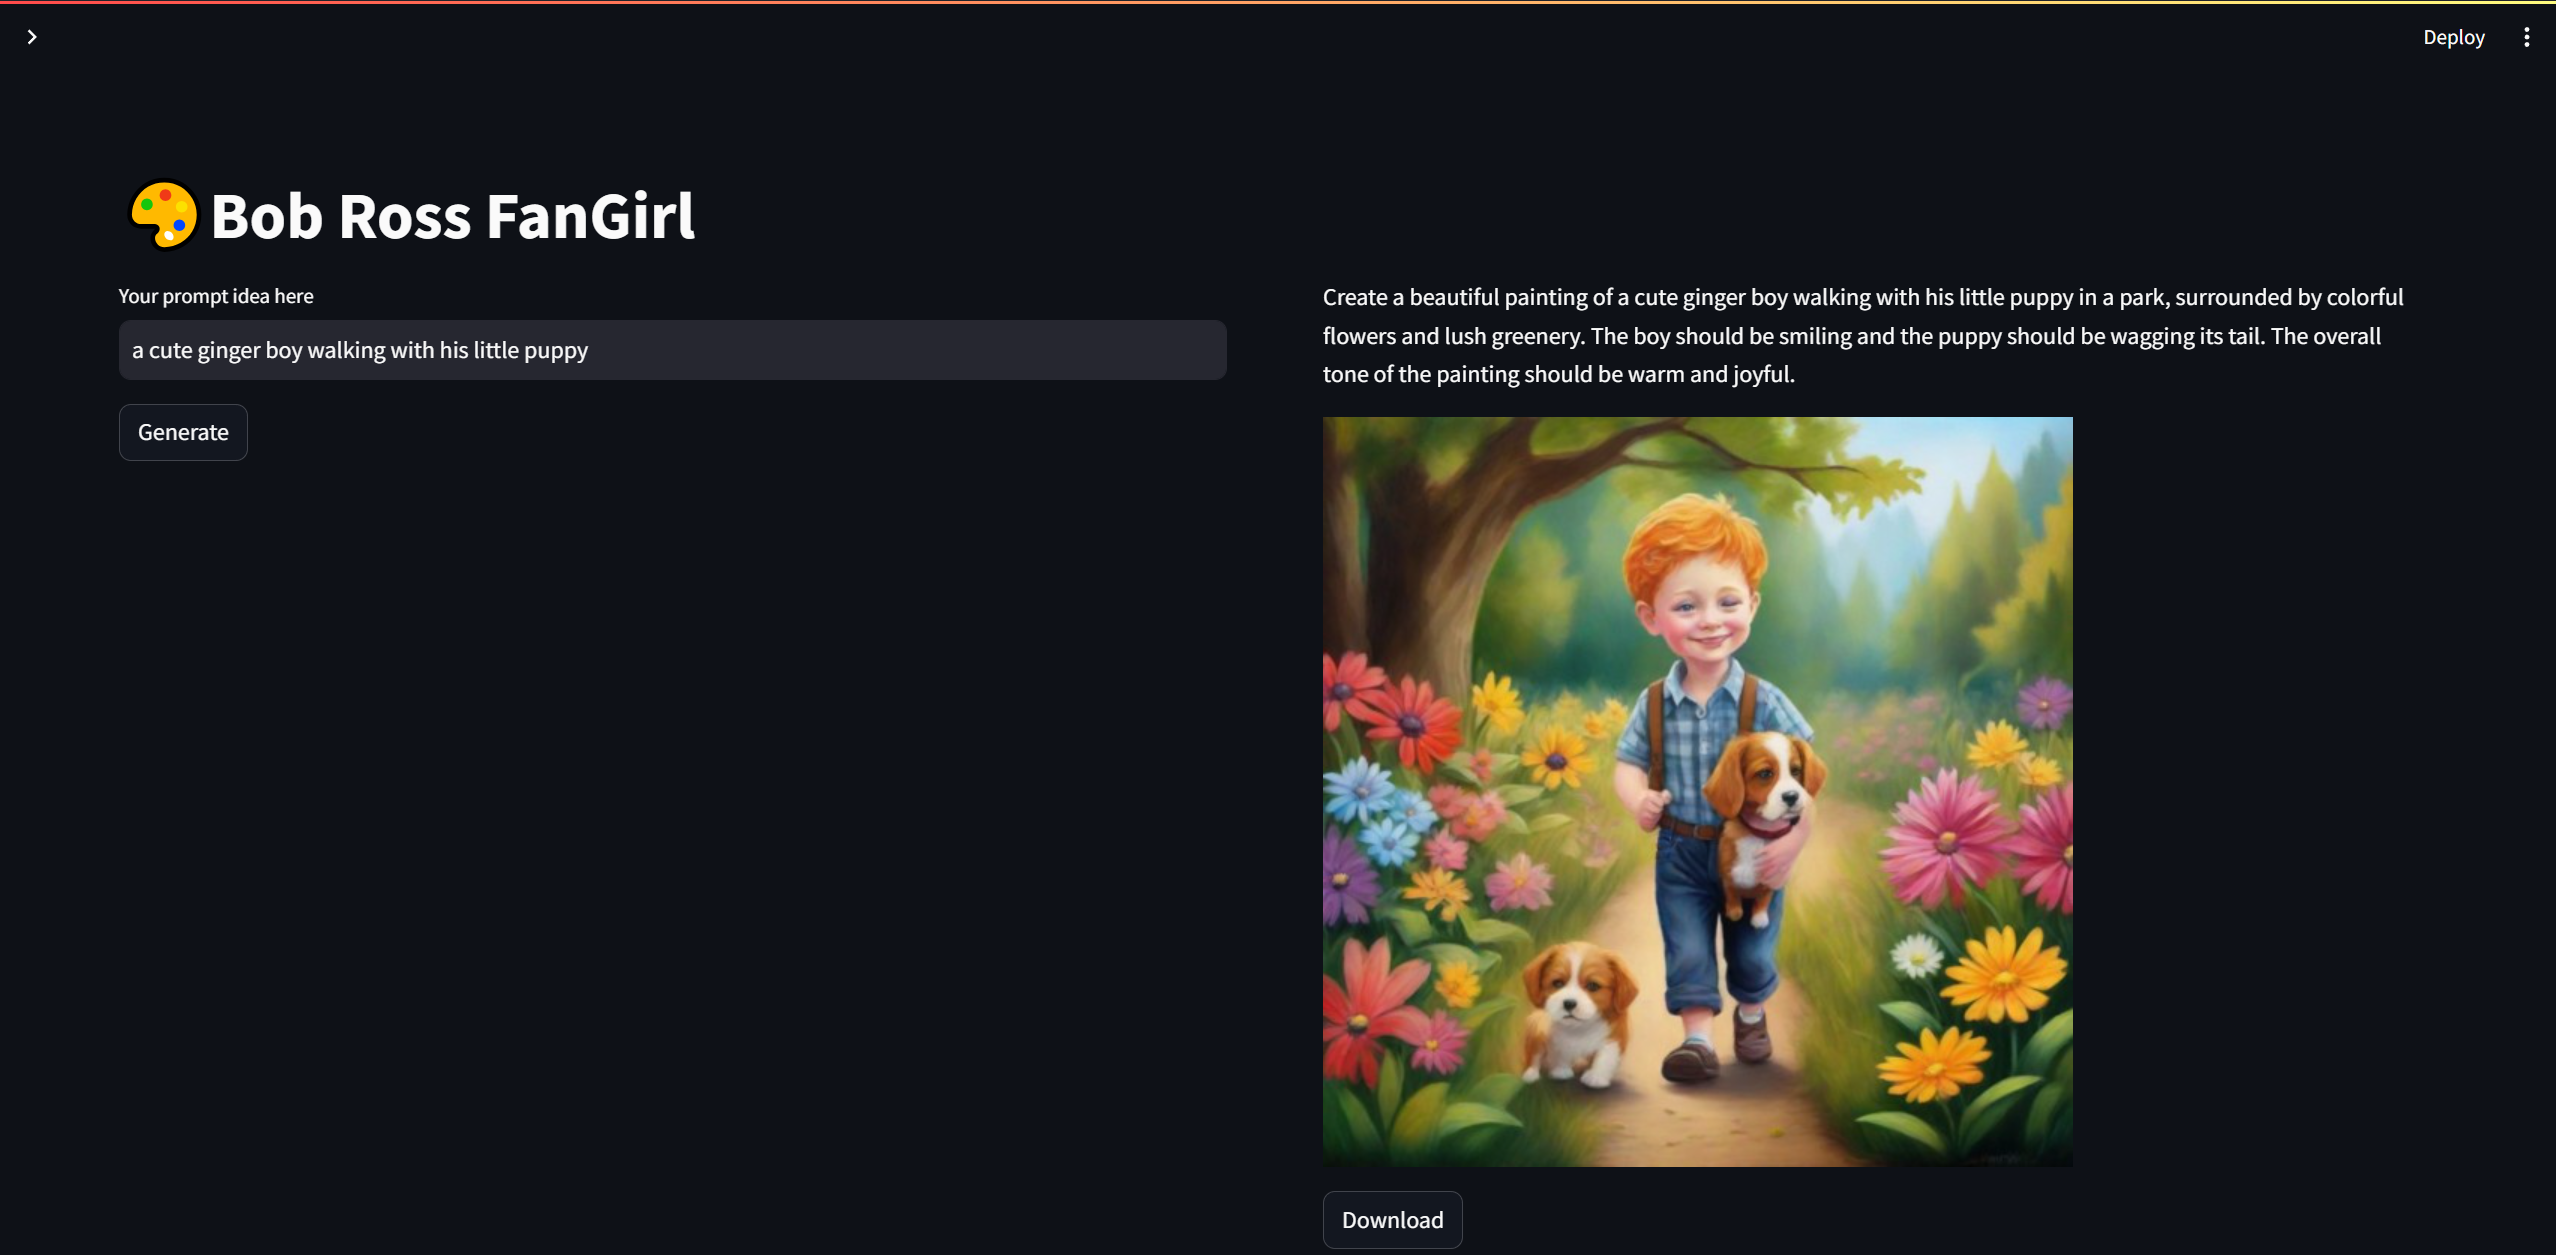 Deploy
Bob Ross FanGirl
Your prompt idea here
a cute ginger boy walking with his little puppy
Generate
Create a beautiful painting of a cute ginger boy walking with his little puppy in a park, surrounded by colorful
flowers and lush greenery. The boy should be smiling and the puppy should be wagging its tail. The overall
tone of the painting should be warm and joyful.
Download